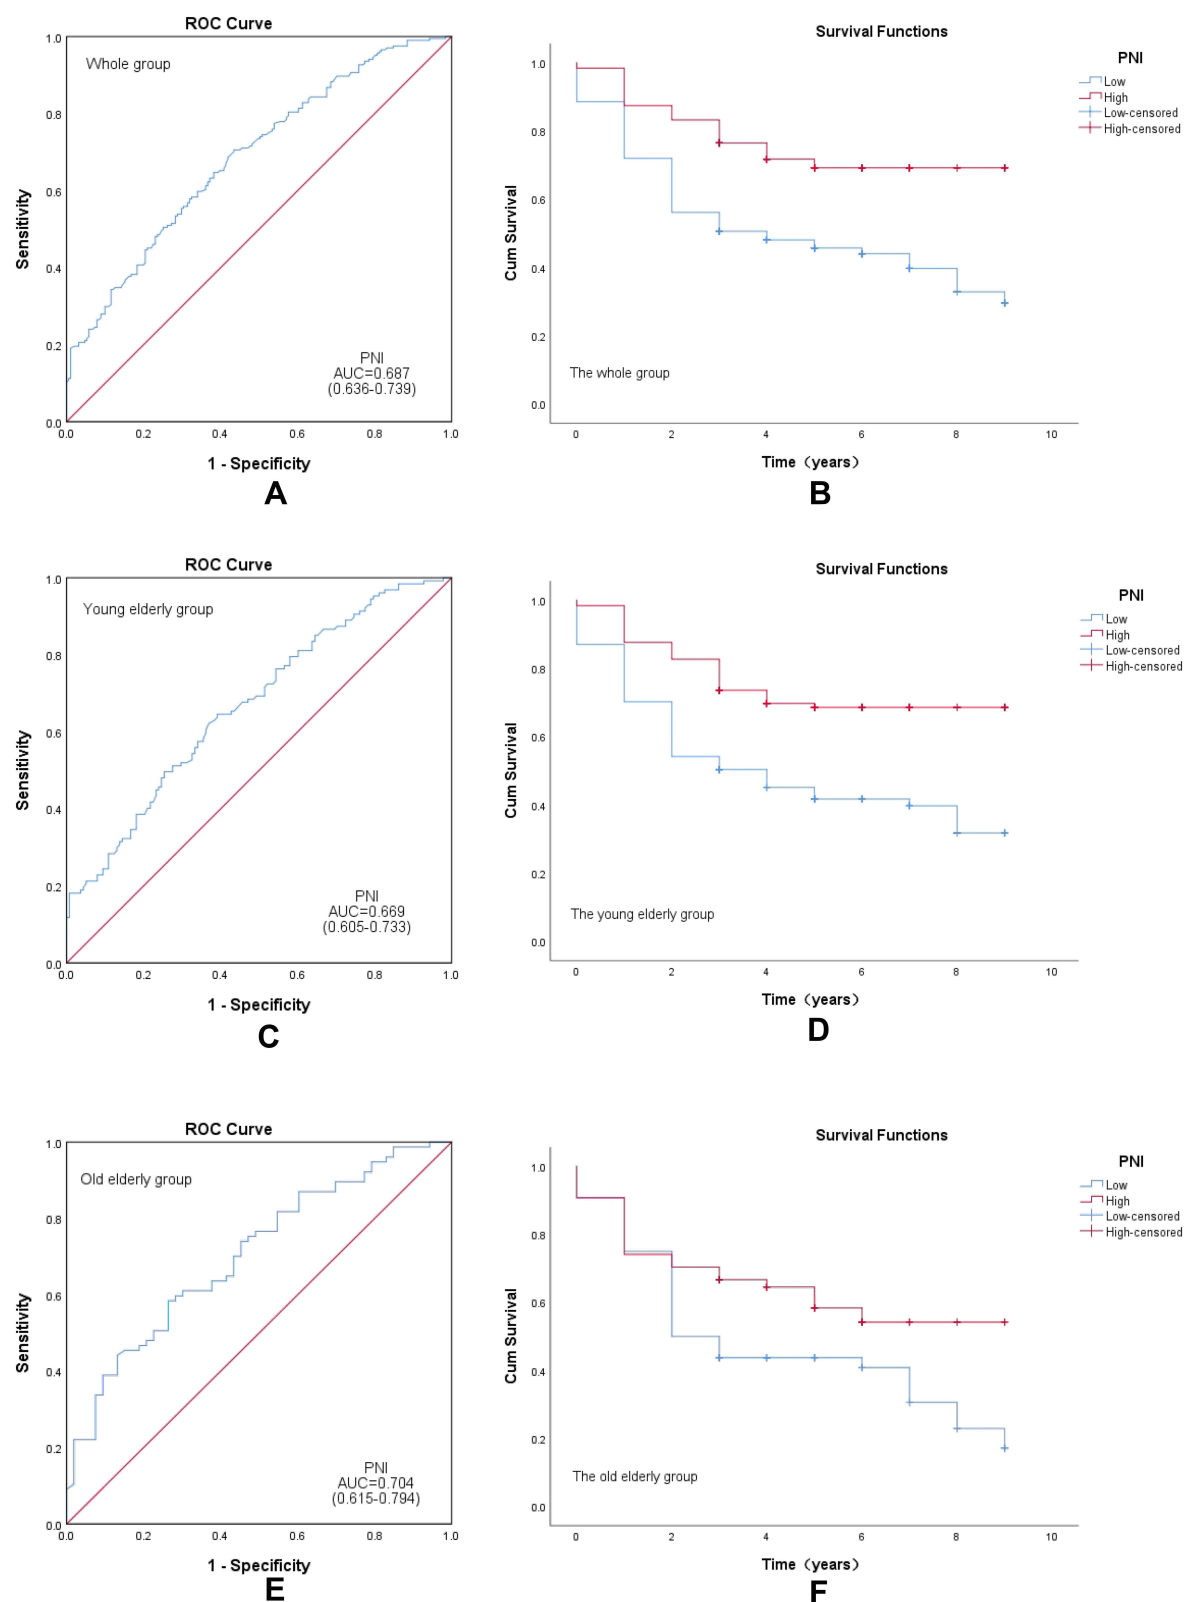 ROC Curve
Whole group
1.0
0.8
0.6
0.4
0.2
0.0
Sensitivity
PNI
AUC=0.687
(0.636-0.739)
0.0 0.2 0.4 0.6 0.8 1.0
1 - Specificity
A
Survival Functions
PNI
Low
High
Low-censored
High-censored
1.0
0.8
0.6
0.4
0.2
0.0
Cum Survival
The whole group
0 2 4 6 8 10
Time（years）
B
ROC Curve
Young elderly group
1.0
0.8
0.6
0.4
0.2
0.0
Sensitivity
PNI
AUC=0.669
(0.605-0.733)
0.0 0.2 0.4 0.6 0.8 1.0
1 - Specificity
C
Survival Functions
PNI
Low
High
Low-censored
High-censored
1.0
0.8
0.6
0.4
0.2
0.0
Cum Survival
The young elderly group
0 2 4 6 8 10
Time（years）
D
ROC Curve
Old elderly group
1.0
0.8
0.6
0.4
0.2
0.0
Sensitivity
PNI
AUC=0.704
(0.615-0.794)
0.0 0.2 0.4 0.6 0.8 1.0
1 - Specificity
E
Survival Functions
PNI
Low
High
Low-censored
High-censored
1.0
0.8
0.6
0.4
0.2
0.0
Cum Survival
The old elderly group
0 2 4 6 8 10
Time（years）
F